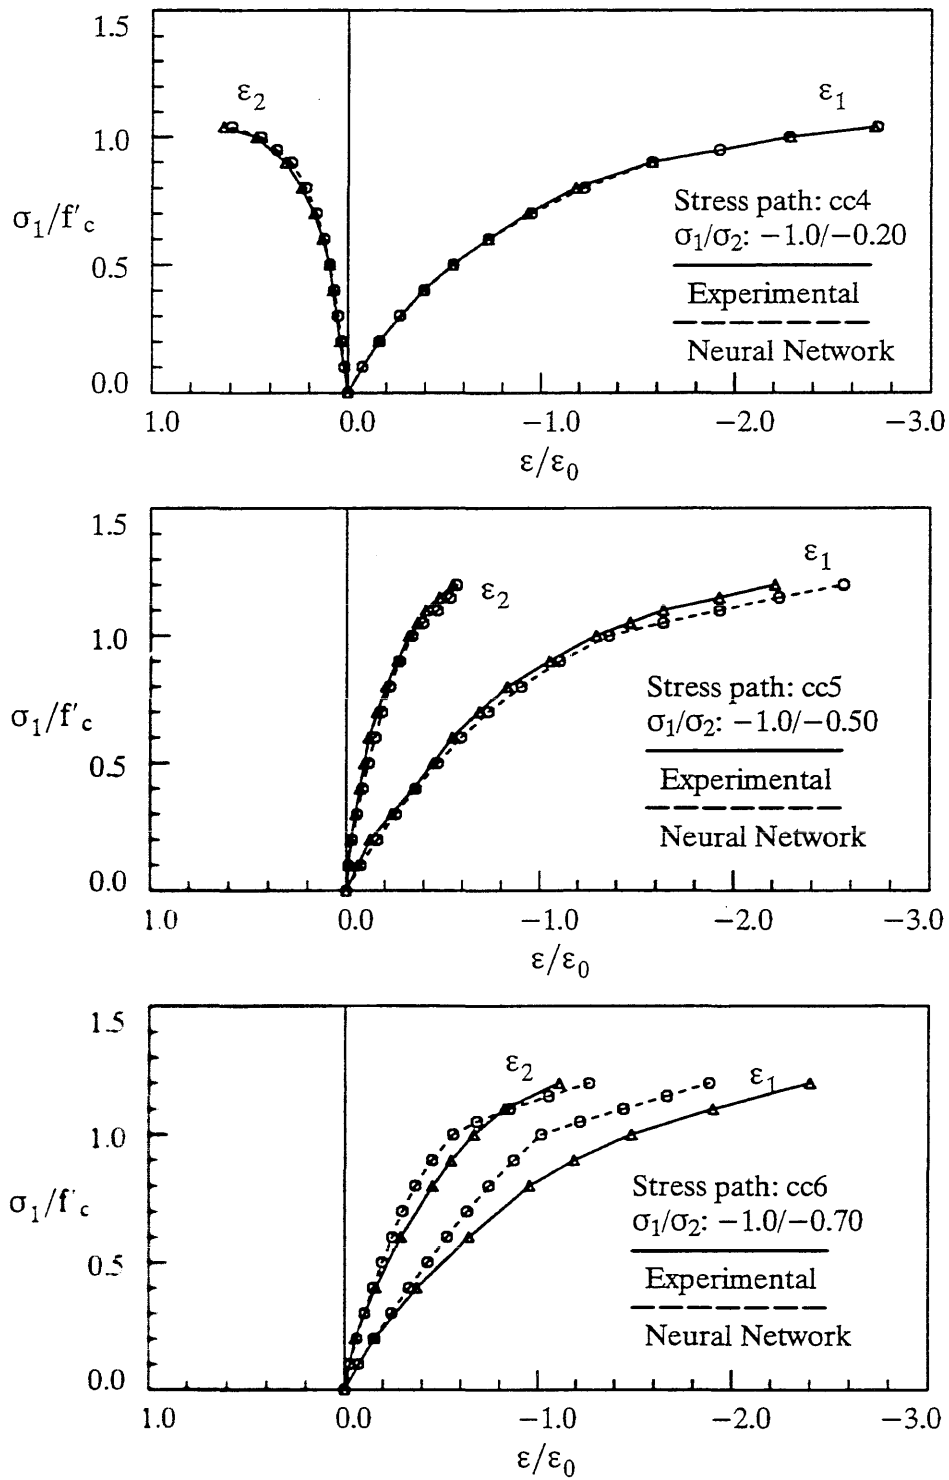 1.5
ε2
ε1
1.0
σ1/f'c
Stress path: cc4
σ1/σ2: −1.0/−0.20
0.5
Experimental
Neural Network
0.0
1.0
0.0
−1.0
−2.0
−3.0
ε/ε0
1.5
ε1
ε2
1.0
σ1/f'c
Stress path: cc5
σ1/σ2: −1.0/−0.50
0.5
Experimental
Neural Network
0.0
1.0
0.0
−1.0
−2.0
−3.0
ε/ε0
1.5
ε2
ε1
1.0
σ1/f'c
Stress path: cc6
σ1/σ2: −1.0/−0.70
0.5
Experimental
Neural Network
0.0
1.0
0.0
−1.0
−2.0
−3.0
ε/ε0